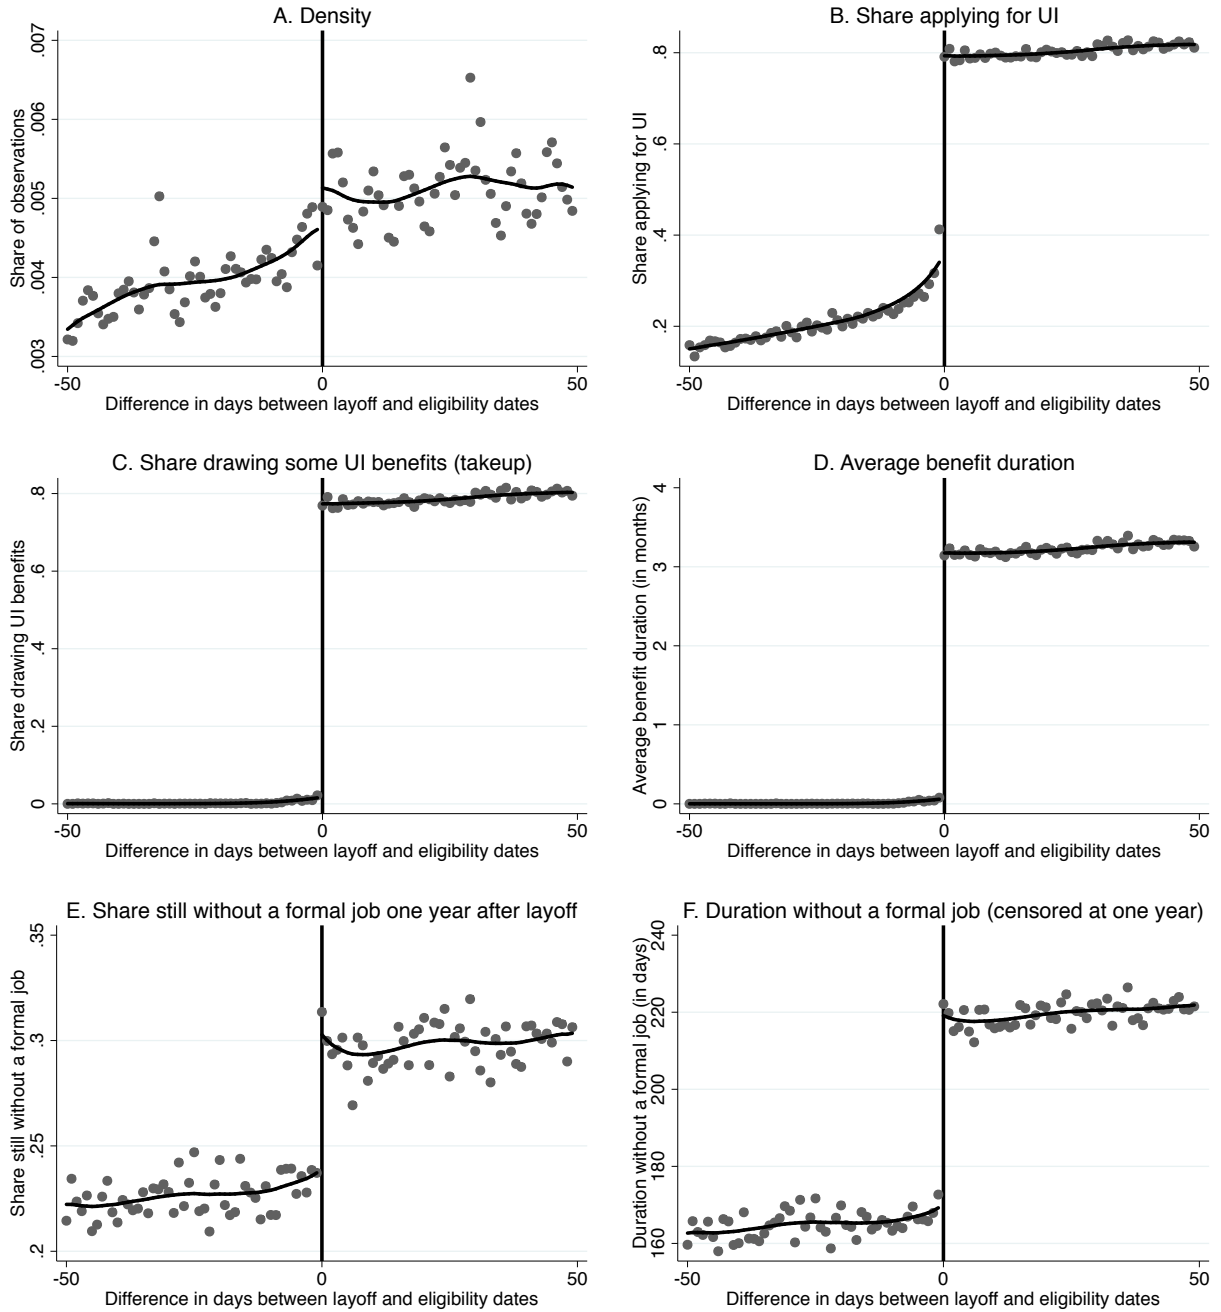 A. Density
Share of observations
.007
.006
.005
.004
.003
-50 0 50
Difference in days between layoff and eligibility dates
B. Share applying for UI
Share applying for UI
.8
.6
.4
.2
-50 0 50
Difference in days between layoff and eligibility dates
C. Share drawing some UI benefits (takeup)
Share drawing UI benefits
.8
.6
.4
.2
0
-50 0 50
Difference in days between layoff and eligibility dates
D. Average benefit duration
Average benefit duration (in months)
4
3
2
1
0
-50 0 50
Difference in days between layoff and eligibility dates
E. Share still without a formal job one year after layoff
Share still without a formal job
.35
.3
.25
.2
-50 0 50
Difference in days between layoff and eligibility dates
F. Duration without a formal job (censored at one year)
Duration without a formal job (in days)
240
220
200
180
160
-50 0 50
Difference in days between layoff and eligibility dates